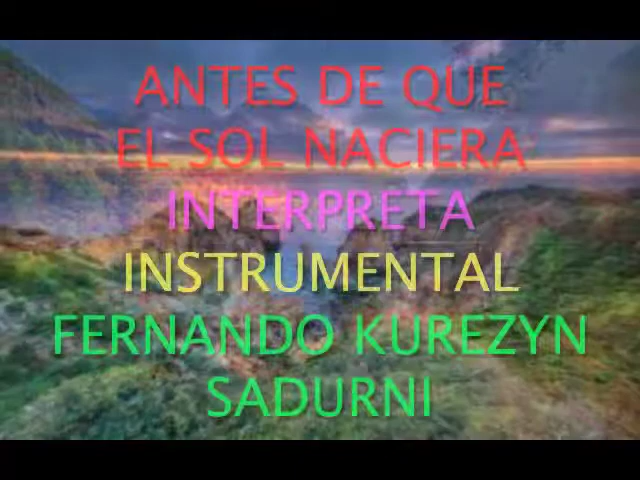 ANTES DE QUE
EL SOL NACIERA
INTERPRETA
INSTRUMENTAL
FERNANDO KUREZYN
SADURNI